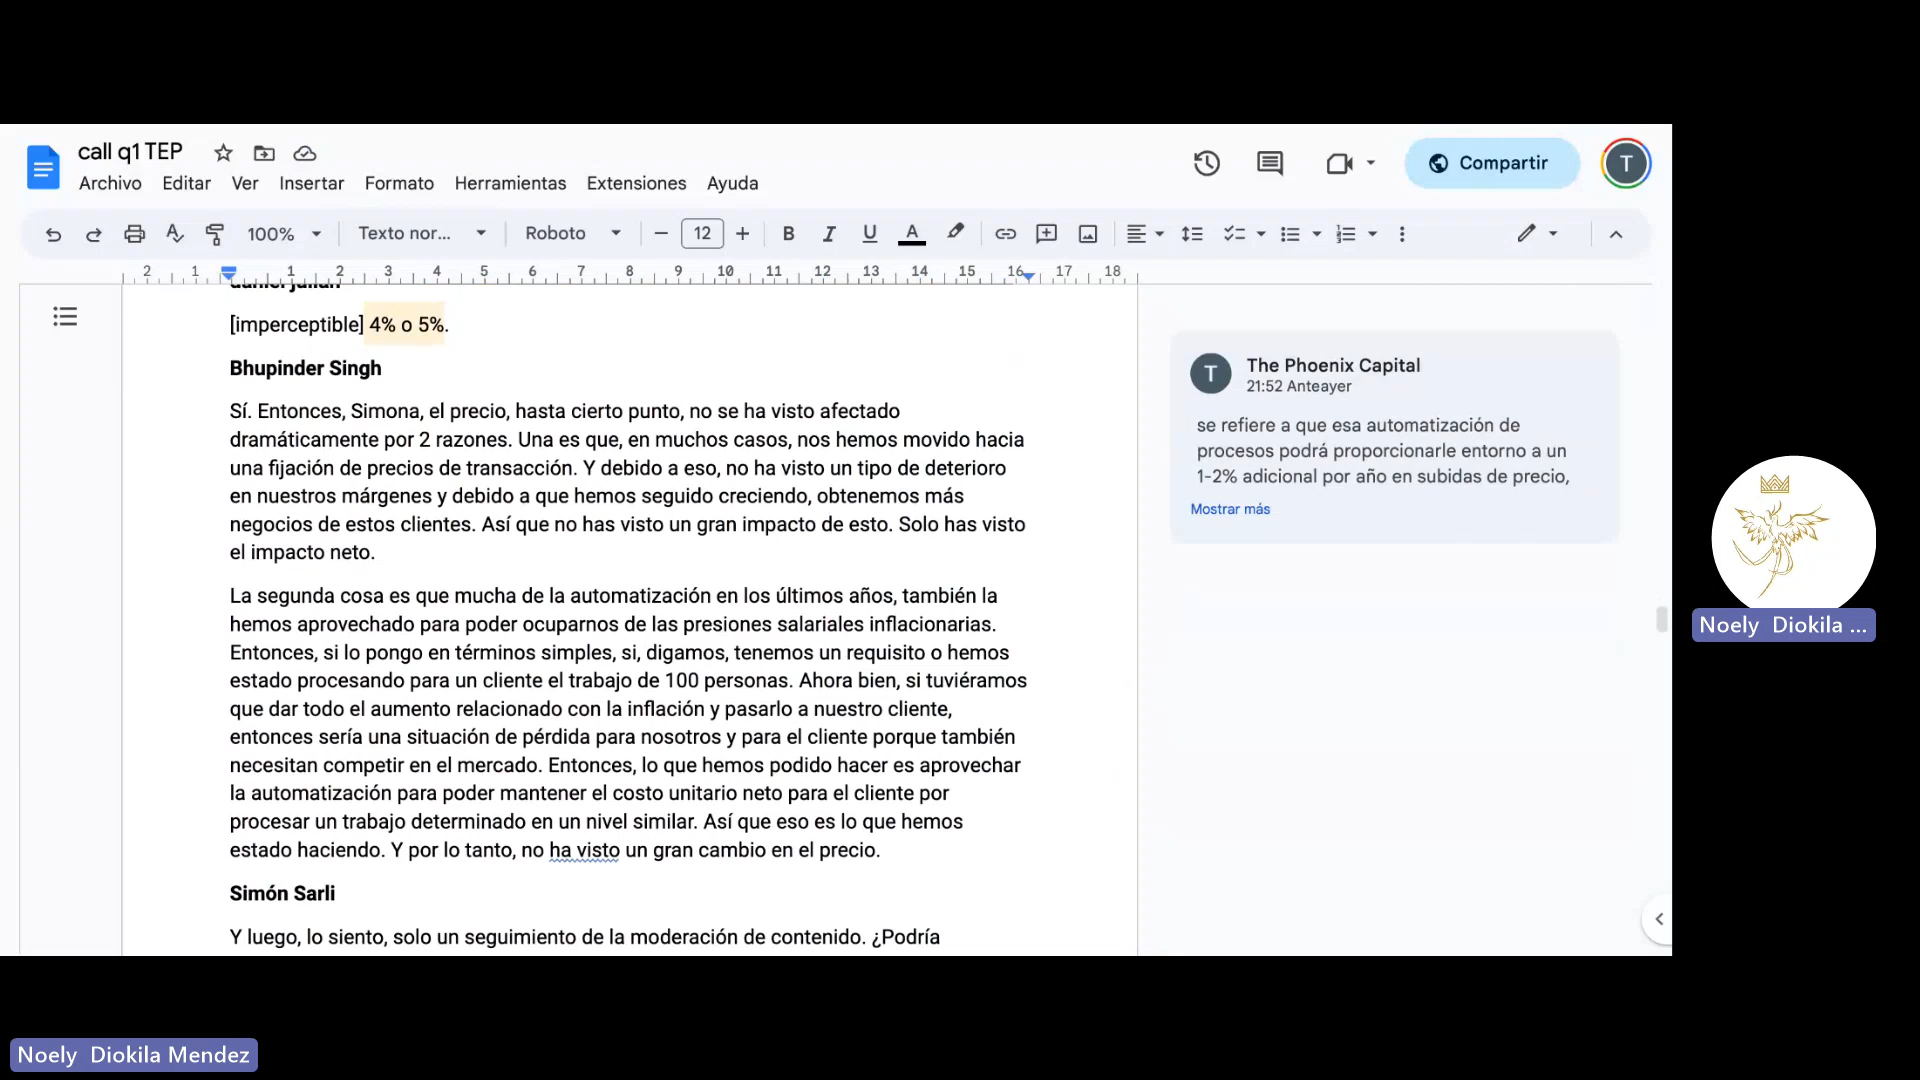 call q1 TEP
Archivo Editar Ver Insertar Formato Herramientas Extensiones Ayuda
Compartir
T
100% Texto nor... Roboto 12 B I U A
2 1 1 2 3 4 5 6 7 8 9 10 11 12 13 14 15 16 17 18
daniel julian
[imperceptible] 4% o 5%.
Bhupinder Singh
Sí. Entonces, Simona, el precio, hasta cierto punto, no se ha visto afectado
dramáticamente por 2 razones. Una es que, en muchos casos, nos hemos movido hacia
una fijación de precios de transacción. Y debido a eso, no ha visto un tipo de deterioro
en nuestros márgenes y debido a que hemos seguido creciendo, obtenemos más
negocios de estos clientes. Así que no has visto un gran impacto de esto. Solo has visto
el impacto neto.
La segunda cosa es que mucha de la automatización en los últimos años, también la
hemos aprovechado para poder ocuparnos de las presiones salariales inflacionarias.
Entonces, si lo pongo en términos simples, si, digamos, tenemos un requisito o hemos
estado procesando para un cliente el trabajo de 100 personas. Ahora bien, si tuviéramos
que dar todo el aumento relacionado con la inflación y pasarlo a nuestro cliente,
entonces sería una situación de pérdida para nosotros y para el cliente porque también
necesitan competir en el mercado. Entonces, lo que hemos podido hacer es aprovechar
la automatización para poder mantener el costo unitario neto para el cliente por
procesar un trabajo determinado en un nivel similar. Así que eso es lo que hemos
estado haciendo. Y por lo tanto, no ha visto un gran cambio en el precio.
Simón Sarli
Y luego, lo siento, solo un seguimiento de la moderación de contenido. ¿Podría
T
The Phoenix Capital
21:52 Anteayer
se refiere a que esa automatización de
procesos podrá proporcionarle entorno a un
1-2% adicional por año en subidas de precio,
Mostrar más
Noely Diokila ...
Noely Diokila Mendez